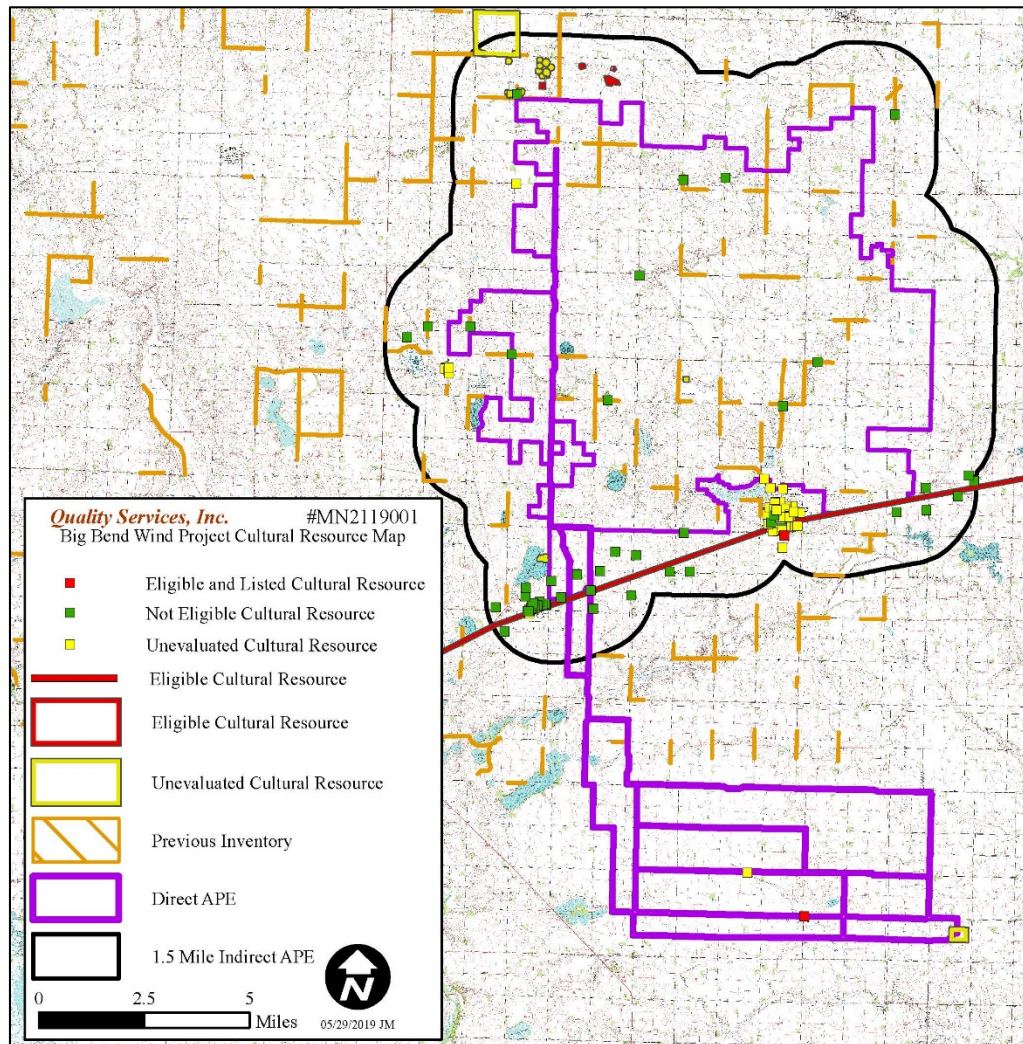 Quality Services, Inc. #MN2119001
Big Bend Wind Project Cultural Resource Map
Eligible and Listed Cultural Resource
Not Eligible Cultural Resource
Unevaluated Cultural Resource
Eligible Cultural Resource
Eligible Cultural Resource
Unevaluated Cultural Resource
Previous Inventory
Direct APE
1.5 Mile Indirect APE
N
0 2.5 5
Miles
05/29/2019 JM